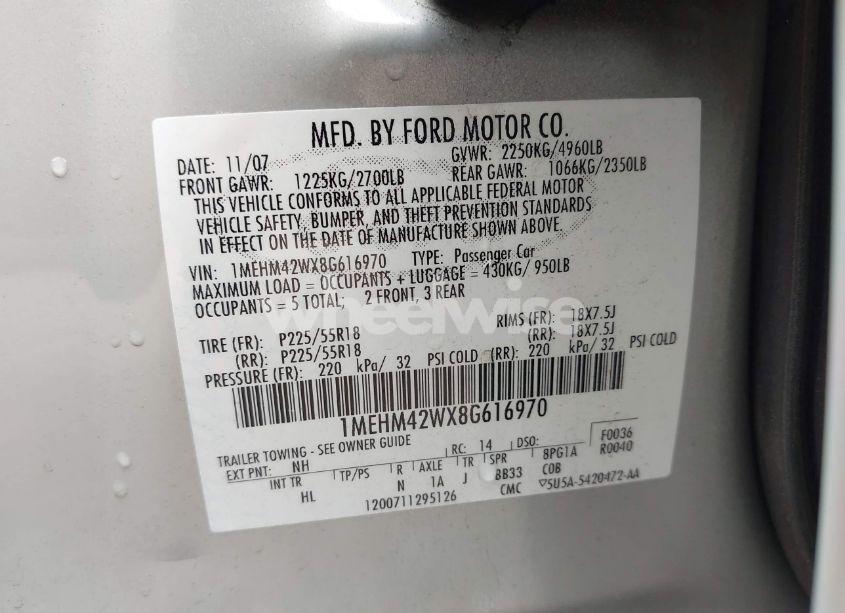 MFD. BY FORD MOTOR CO.
DATE: 11/07 GVWR: 2250KG/4960LB
FRONT GAWR: 1225KG/2700LB REAR GAWR: 1066KG/2350LB
THIS VEHICLE CONFORMS TO ALL APPLICABLE FEDERAL MOTOR
VEHICLE SAFETY, BUMPER, AND THEFT PREVENTION STANDARDS
IN EFFECT ON THE DATE OF MANUFACTURE SHOWN ABOVE.
VIN: 1MEHM42WX8G616970 TYPE: Passenger Car
MAXIMUM LOAD = OCCUPANTS + LUGGAGE = 430KG/ 950LB
OCCUPANTS = 5 TOTAL; 2 FRONT, 3 REAR
wheelwise
TIRE (FR): P225/55R18 RIMS (FR): 18X7.5J
(RR): P225/55R18 (RR): 18X7.5J
PRESSURE (FR): 220 kPa/ 32 PSI COLD (RR): 220 kPa/ 32 PSI COLD
1MEHM42WX8G616970
TRAILER TOWING - SEE OWNER GUIDE RC: 14 DSO: F0036
EXT PNT: NH 8PG1A R0040
INT TR TP/PS R AXLE TR SPR C0B
HL N 1A J BB33
1200711295126 CMC ▽5U5A-5420472-AA